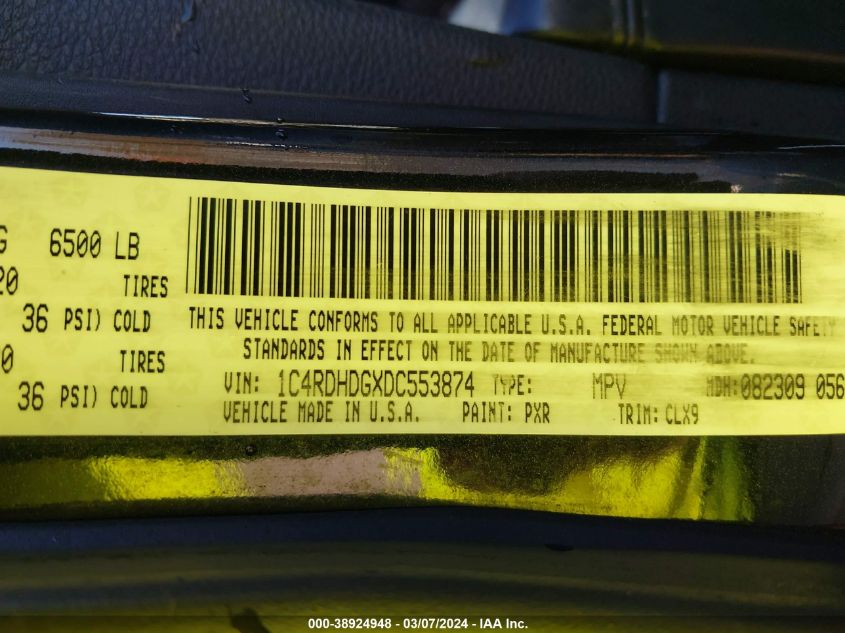 G 6500 LB
20 TIRES
36 PSI) COLD
0 TIRES
36 PSI) COLD
THIS VEHICLE CONFORMS TO ALL APPLICABLE U.S.A. FEDERAL MOTOR VEHICLE SAFETY
STANDARDS IN EFFECT ON THE DATE OF MANUFACTURE SHOWN ABOVE.
VIN: 1C4RDHDGXDC553874 TYPE: MPV MDH:082309 056
VEHICLE MADE IN U.S.A. PAINT: PXR TRIM: CLX9
000-38924948 - 03/07/2024 - IAA Inc.